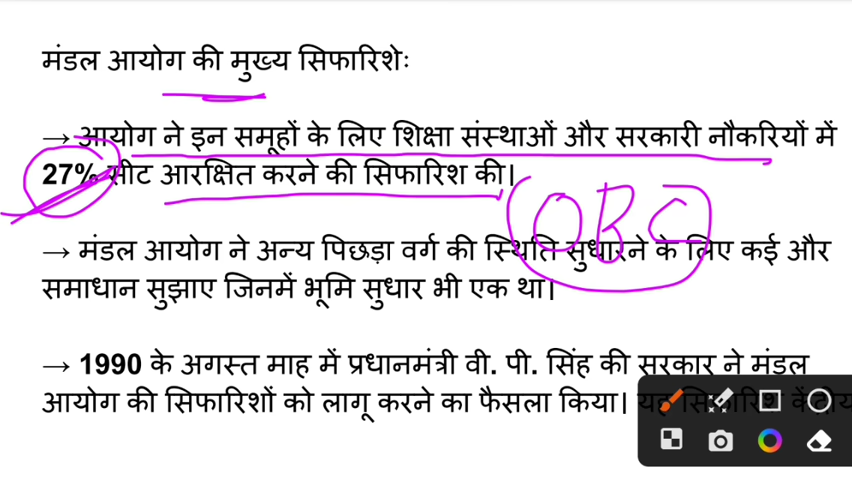 मंडल आयोग की मुख्य सिफारिशेः
→ आयोग ने इन समूहों के लिए शिक्षा संस्थाओं और सरकारी नौकरियों में
27% सीट आरक्षित करने की सिफारिश की।
OBC
→ मंडल आयोग ने अन्य पिछड़ा वर्ग की स्थिति सुधारने के लिए कई और
समाधान सुझाए जिनमें भूमि सुधार भी एक था।
→ 1990 के अगस्त माह में प्रधानमंत्री वी. पी. सिंह की सरकार ने मंडल
आयोग की सिफारिशों को लागू करने का फैसला किया।